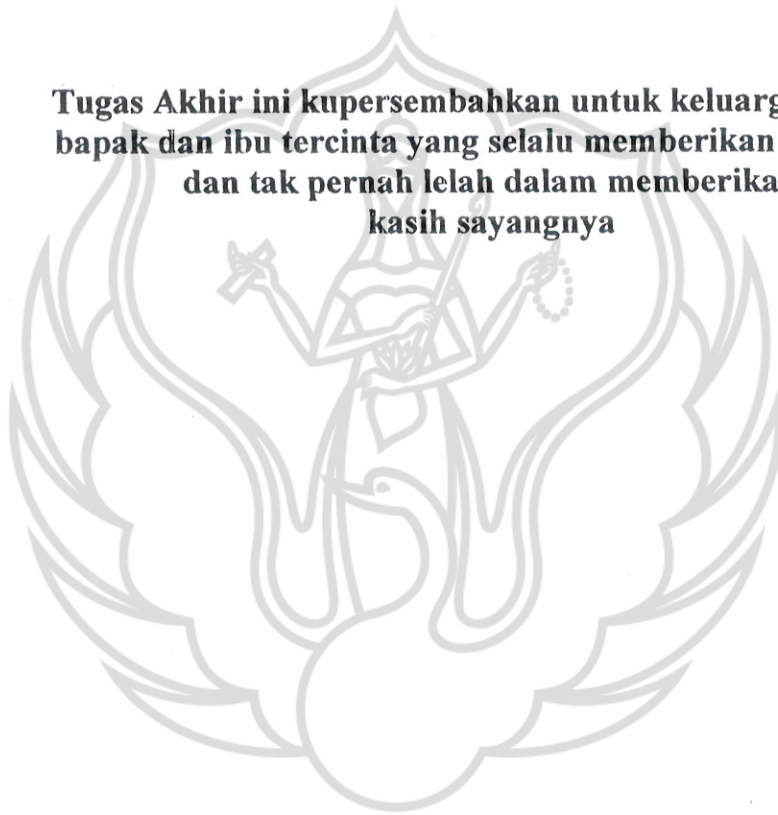 Tugas Akhir ini kupersembahkan untuk keluarg
bapak dan ibu tercinta yang selalu memberikan
dan tak pernah lelah dalam memberika
kasih sayangnya